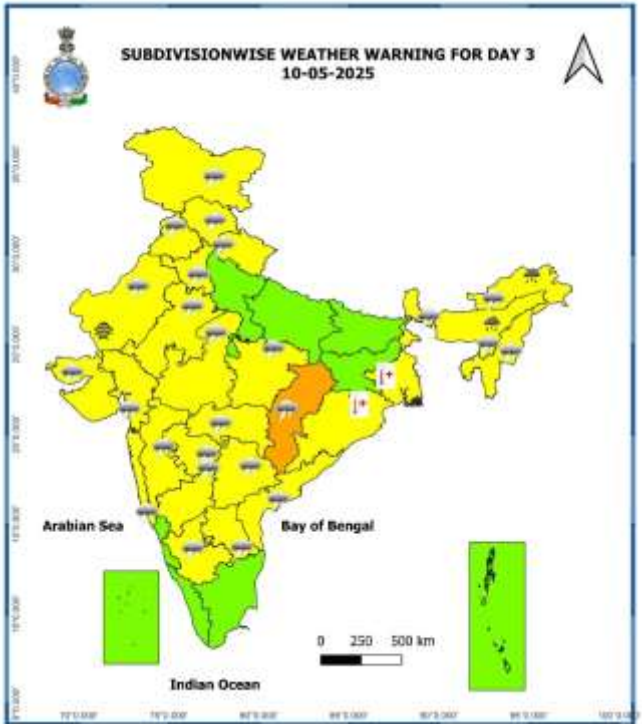 SUBDIVISIONWISE WEATHER WARNING FOR DAY 3
10-05-2025
Arabian Sea
Bay of Bengal
0 250 500 km
Indian Ocean